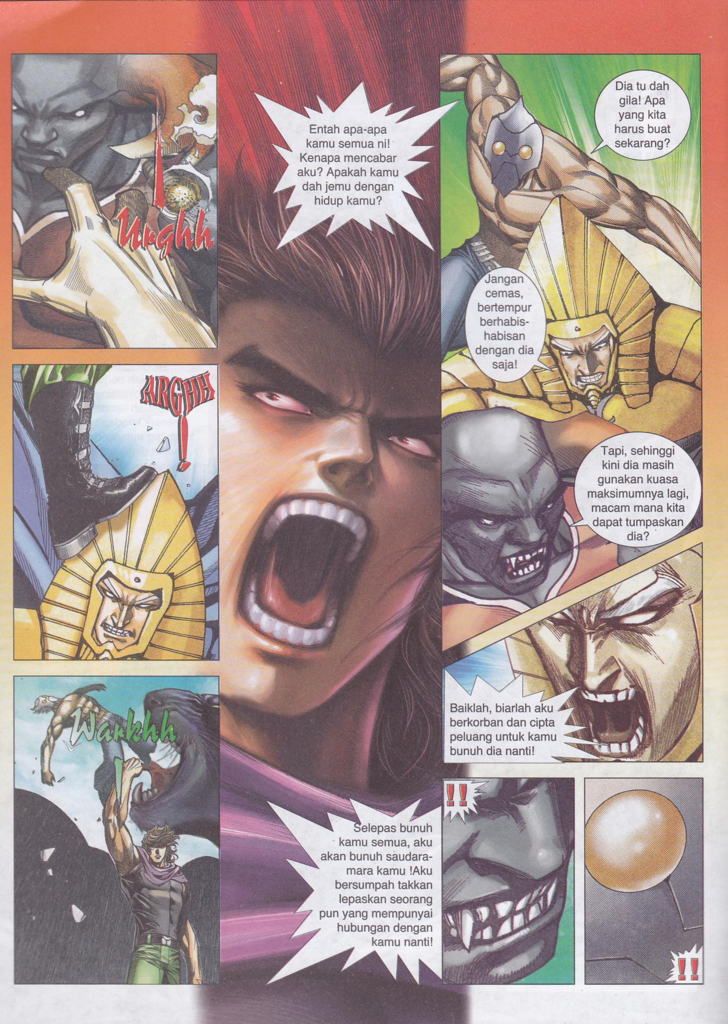 Urghh
ARGHH
!
Warkhh
!
Entah apa-apa
kamu semua ni!
Kenapa mencabar
aku? Apakah kamu
dah jemu dengan
hidup kamu?
Selepas bunuh
kamu semua, aku
akan bunuh saudara-
mara kamu !Aku
bersumpah takkan
lepaskan seorang
pun yang mempunyai
hubungan dengan
kamu nanti!
Dia tu dah
gila! Apa
yang kita
harus buat
sekarang?
Jangan
cemas,
bertempur
berhabis-
habisan
dengan dia
saja!
Tapi, sehinggi
kini dia masih
gunakan kuasa
maksimumnya lagi,
macam mana kita
dapat tumpaskan
dia?
Baiklah, biarlah aku
berkorban dan cipta
peluang untuk kamu
bunuh dia nanti!
!!
!!